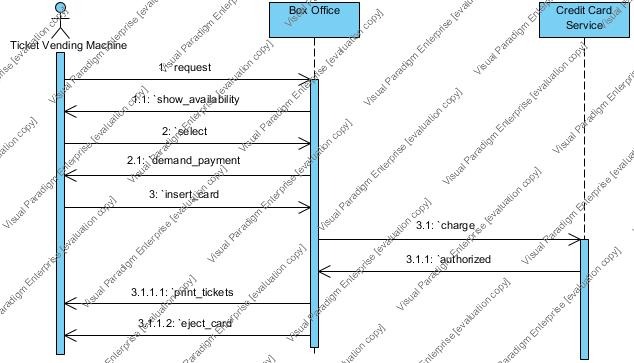 Ticket Vending Machine
Box Office
Credit Card
Service
1: `request
1.1: `show_availability
2: `select
2.1: `demand_payment
3: `insert_card
3.1: `charge
3.1.1: `authorized
3.1.1.1: `print_tickets
3.1.1.2: `eject_card
Visual Paradigm Enterprise [evaluation copy]